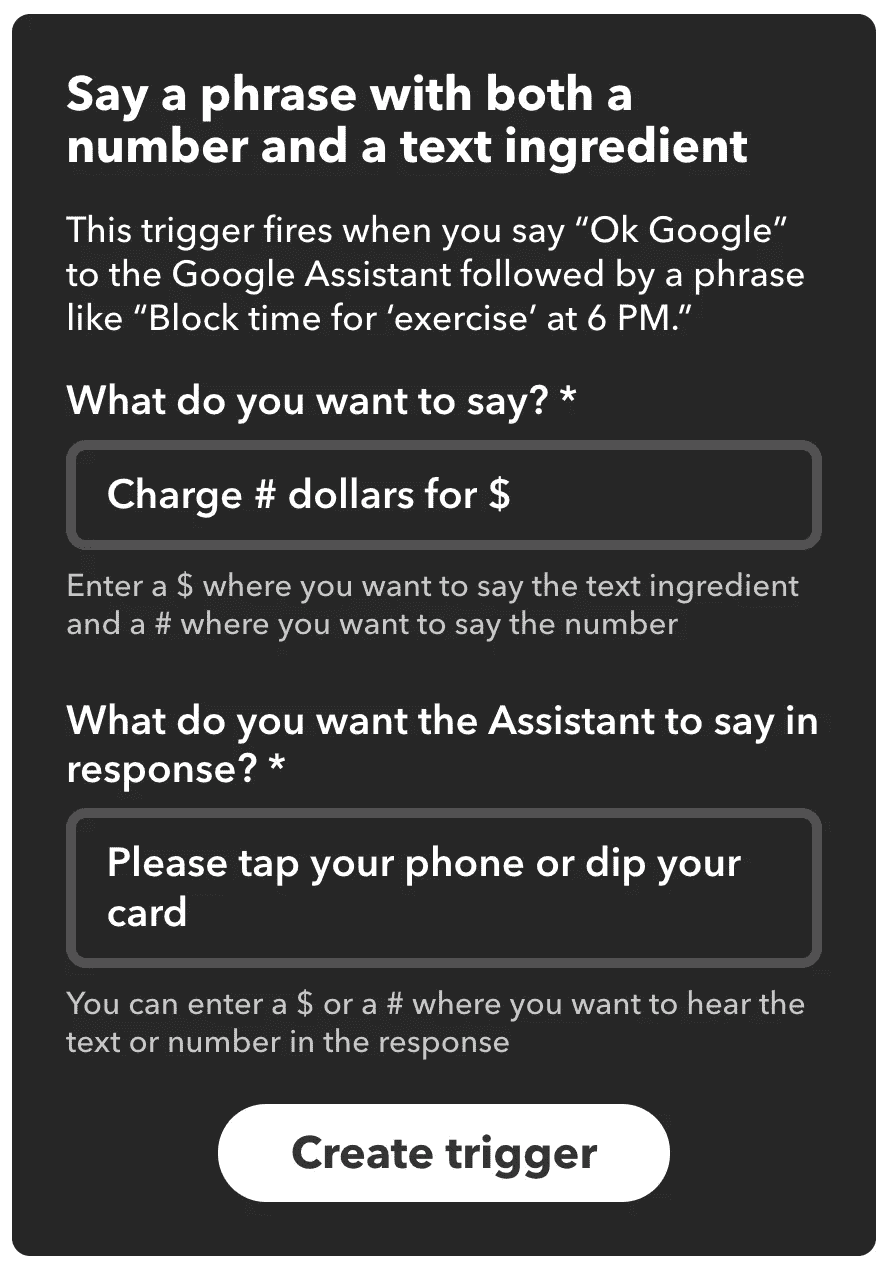 Say a phrase with both a
number and a text ingredient
This trigger fires when you say “Ok Google”
to the Google Assistant followed by a phrase
like “Block time for ‘exercise’ at 6 PM.”
What do you want to say? *
Charge # dollars for $
Enter a $ where you want to say the text ingredient
and a # where you want to say the number
What do you want the Assistant to say in
response? *
Please tap your phone or dip your
card
You can enter a $ or a # where you want to hear the
text or number in the response
Create trigger